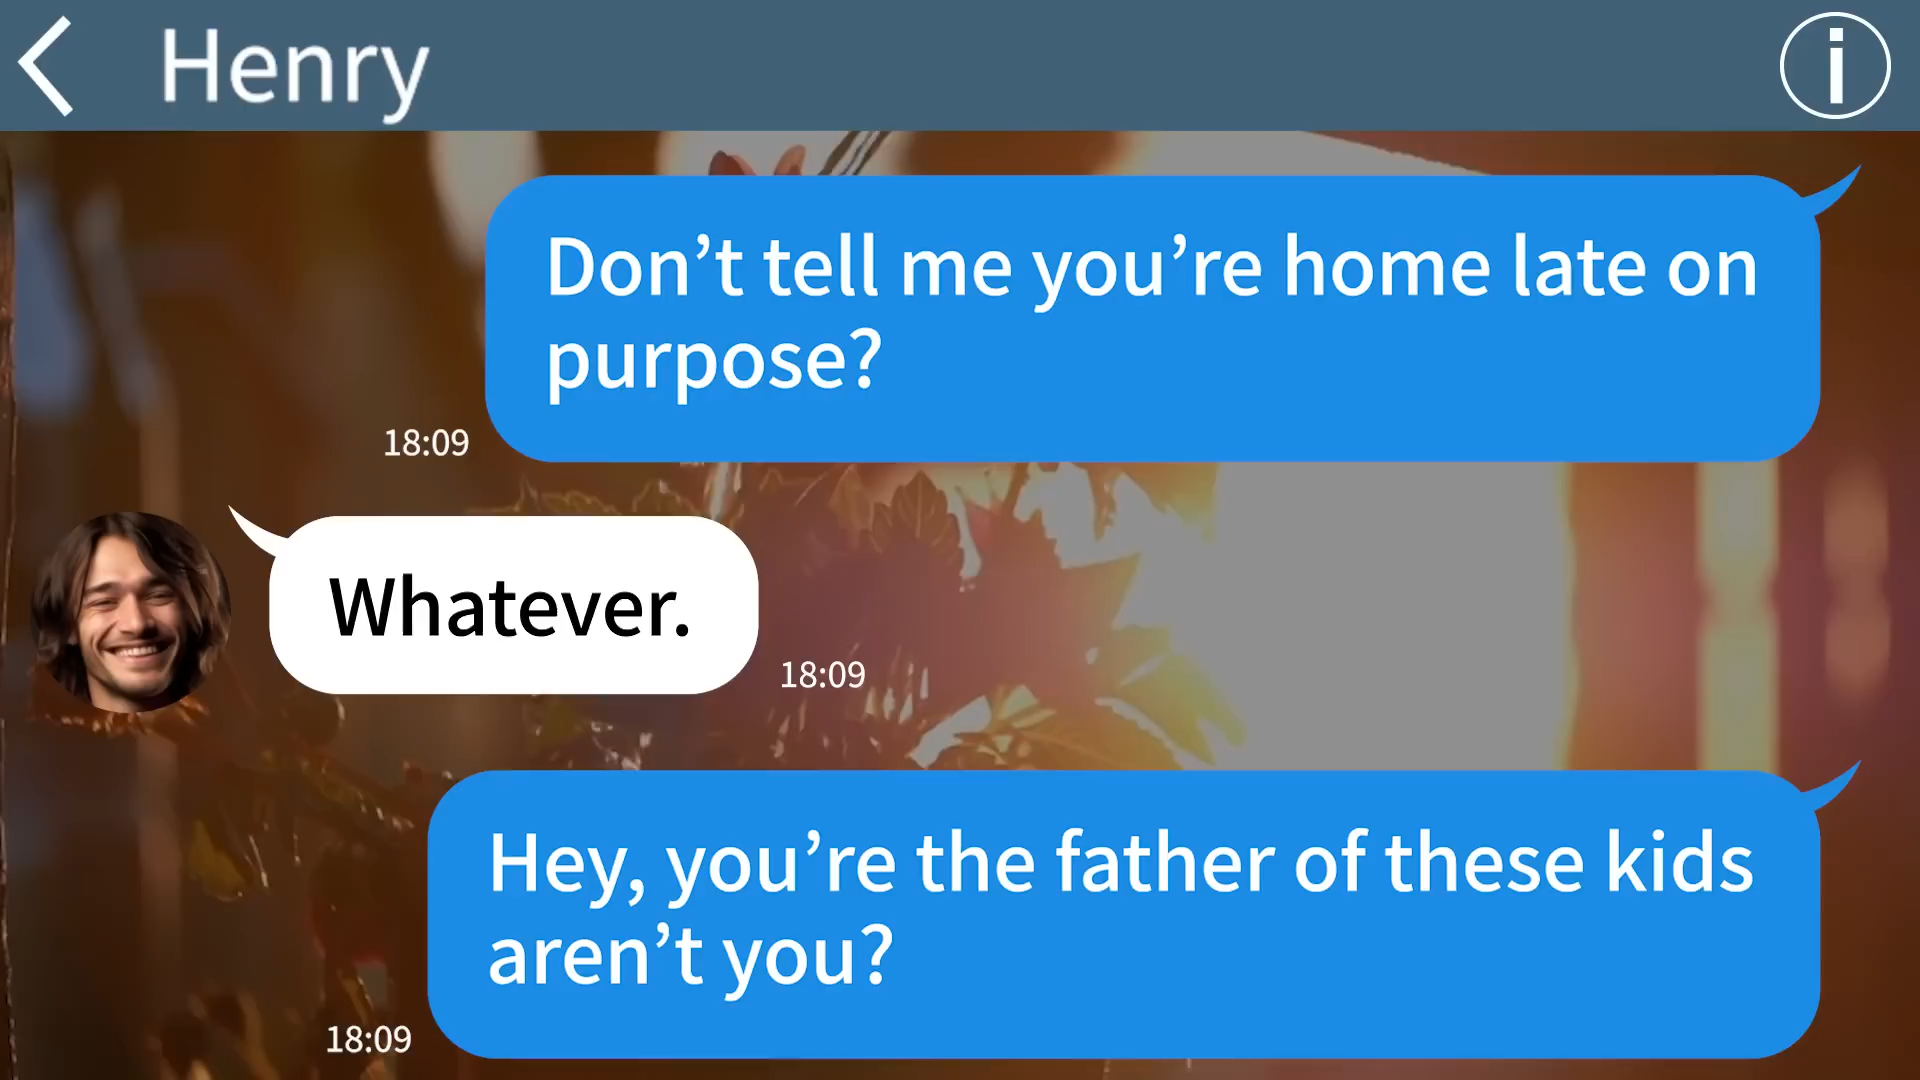 Henry
Don’t tell me you’re home late on
purpose?
18:09
Whatever.
18:09
Hey, you’re the father of these kids
aren’t you?
18:09